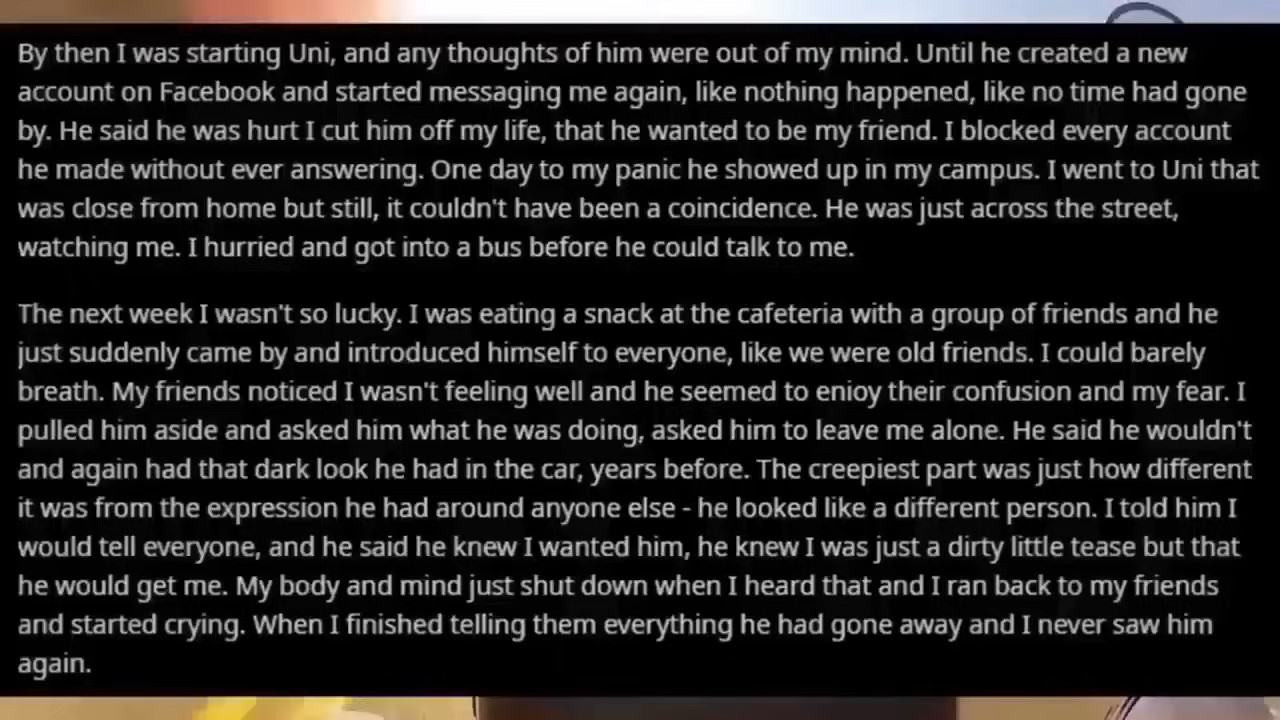 By then I was starting Uni, and any thoughts of him were out of my mind. Until he created a new
account on Facebook and started messaging me again, like nothing happened, like no time had gone
by. He said he was hurt I cut him off my life, that he wanted to be my friend. I blocked every account
he made without ever answering. One day to my panic he showed up in my campus. I went to Uni that
was close from home but still, it couldn't have been a coincidence. He was just across the street,
watching me. I hurried and got into a bus before he could talk to me.
The next week I wasn't so lucky. I was eating a snack at the cafeteria with a group of friends and he
just suddenly came by and introduced himself to everyone, like we were old friends. I could barely
breath. My friends noticed I wasn't feeling well and he seemed to enjoy their confusion and my fear. I
pulled him aside and asked him what he was doing, asked him to leave me alone. He said he wouldn't
and again had that dark look he had in the car, years before. The creepiest part was just how different
it was from the expression he had around anyone else - he looked like a different person. I told him I
would tell everyone, and he said he knew I wanted him, he knew I was just a dirty little tease but that
he would get me. My body and mind just shut down when I heard that and I ran back to my friends
and started crying. When I finished telling them everything he had gone away and I never saw him
again.